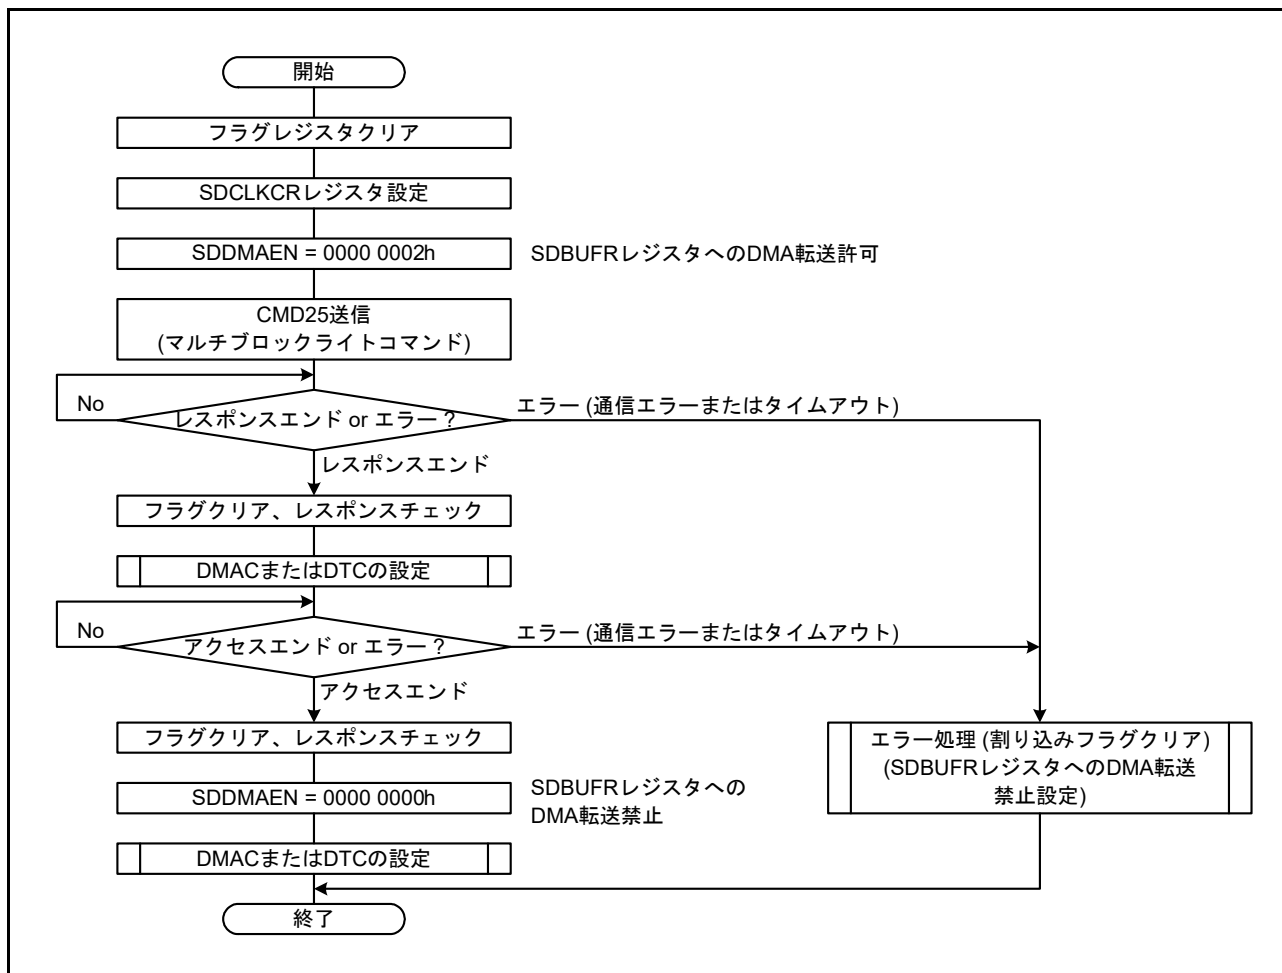 開始
フラグレジスタクリア
SDCLKCRレジスタ設定
SDDMAEN = 0000 0002h
SDBUFRレジスタへのDMA転送許可
CMD25送信
(マルチブロックライトコマンド)
No
レスポンスエンド or エラー ?
エラー (通信エラーまたはタイムアウト)
レスポンスエンド
フラグクリア、レスポンスチェック
DMACまたはDTCの設定
No
アクセスエンド or エラー ?
エラー (通信エラーまたはタイムアウト)
アクセスエンド
フラグクリア、レスポンスチェック
エラー処理 (割り込みフラグクリア)
(SDBUFRレジスタへのDMA転送
禁止設定)
SDDMAEN = 0000 0000h
SDBUFRレジスタへの
DMA転送禁止
DMACまたはDTCの設定
終了